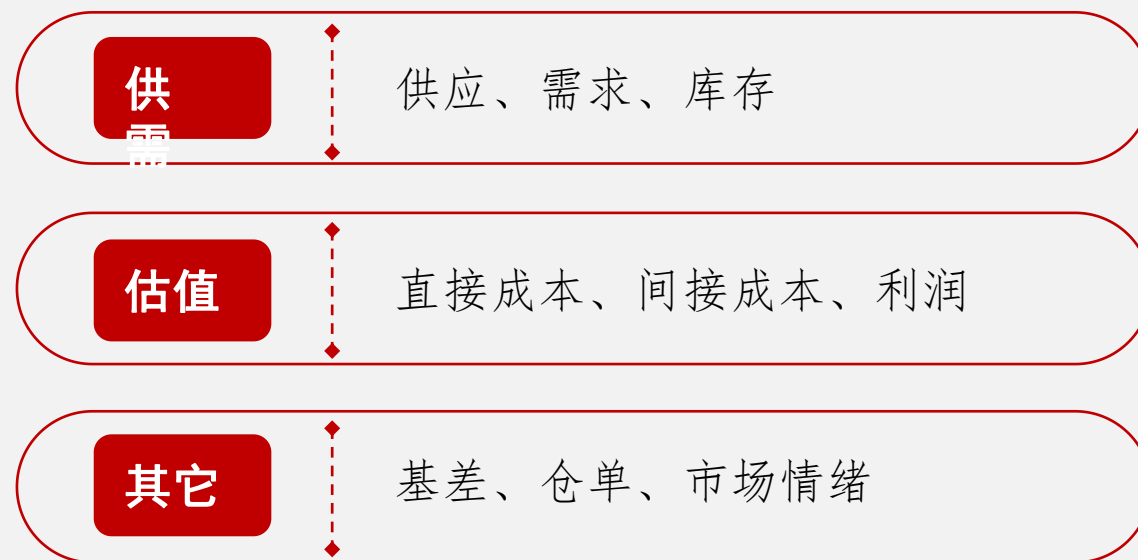 供
需
供应、需求、库存
估值
直接成本、间接成本、利润
其它
基差、仓单、市场情绪